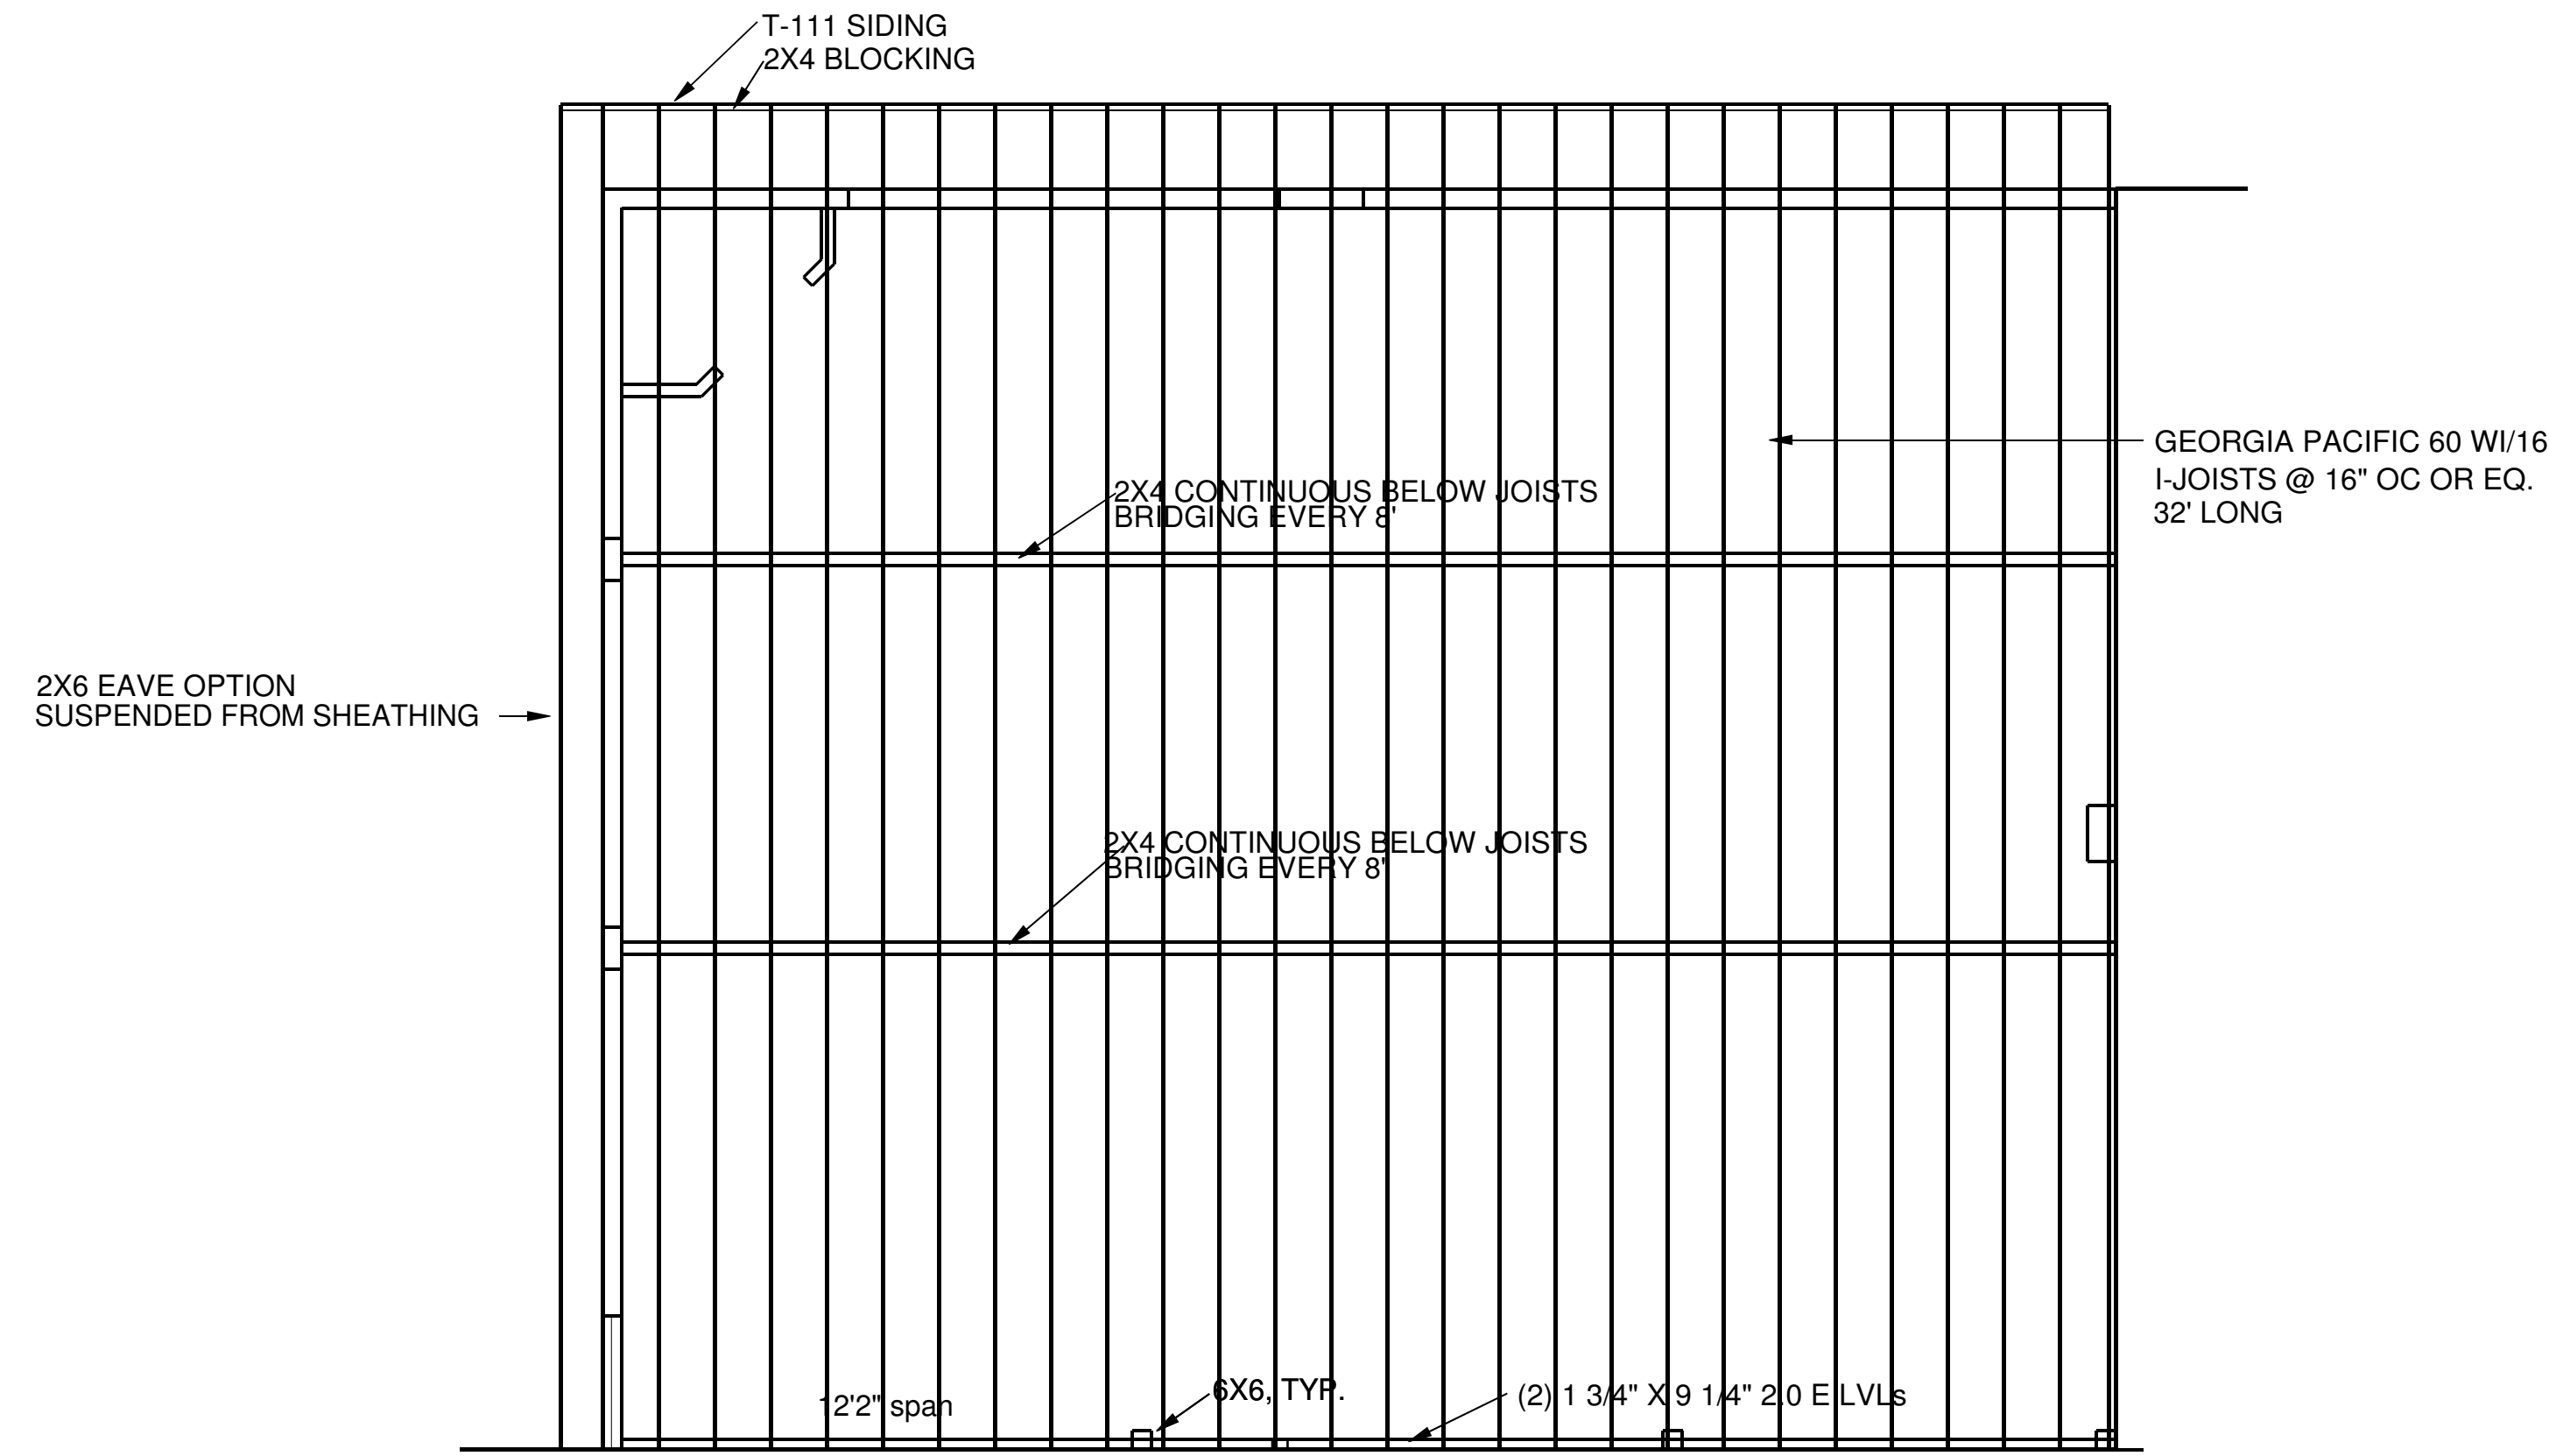 T-111 SIDING
2X4 BLOCKING
GEORGIA PACIFIC 60 WI/16
I-JOISTS @ 16" OC OR EQ.
32' LONG
2X4 CONTINUOUS BELOW JOISTS
BRIDGING EVERY 8'
2X6 EAVE OPTION
SUSPENDED FROM SHEATHING
2X4 CONTINUOUS BELOW JOISTS
BRIDGING EVERY 8'
12'2" span
6X6, TYP.
(2) 1 3/4" X 9 1/4" 2.0 E LVLs